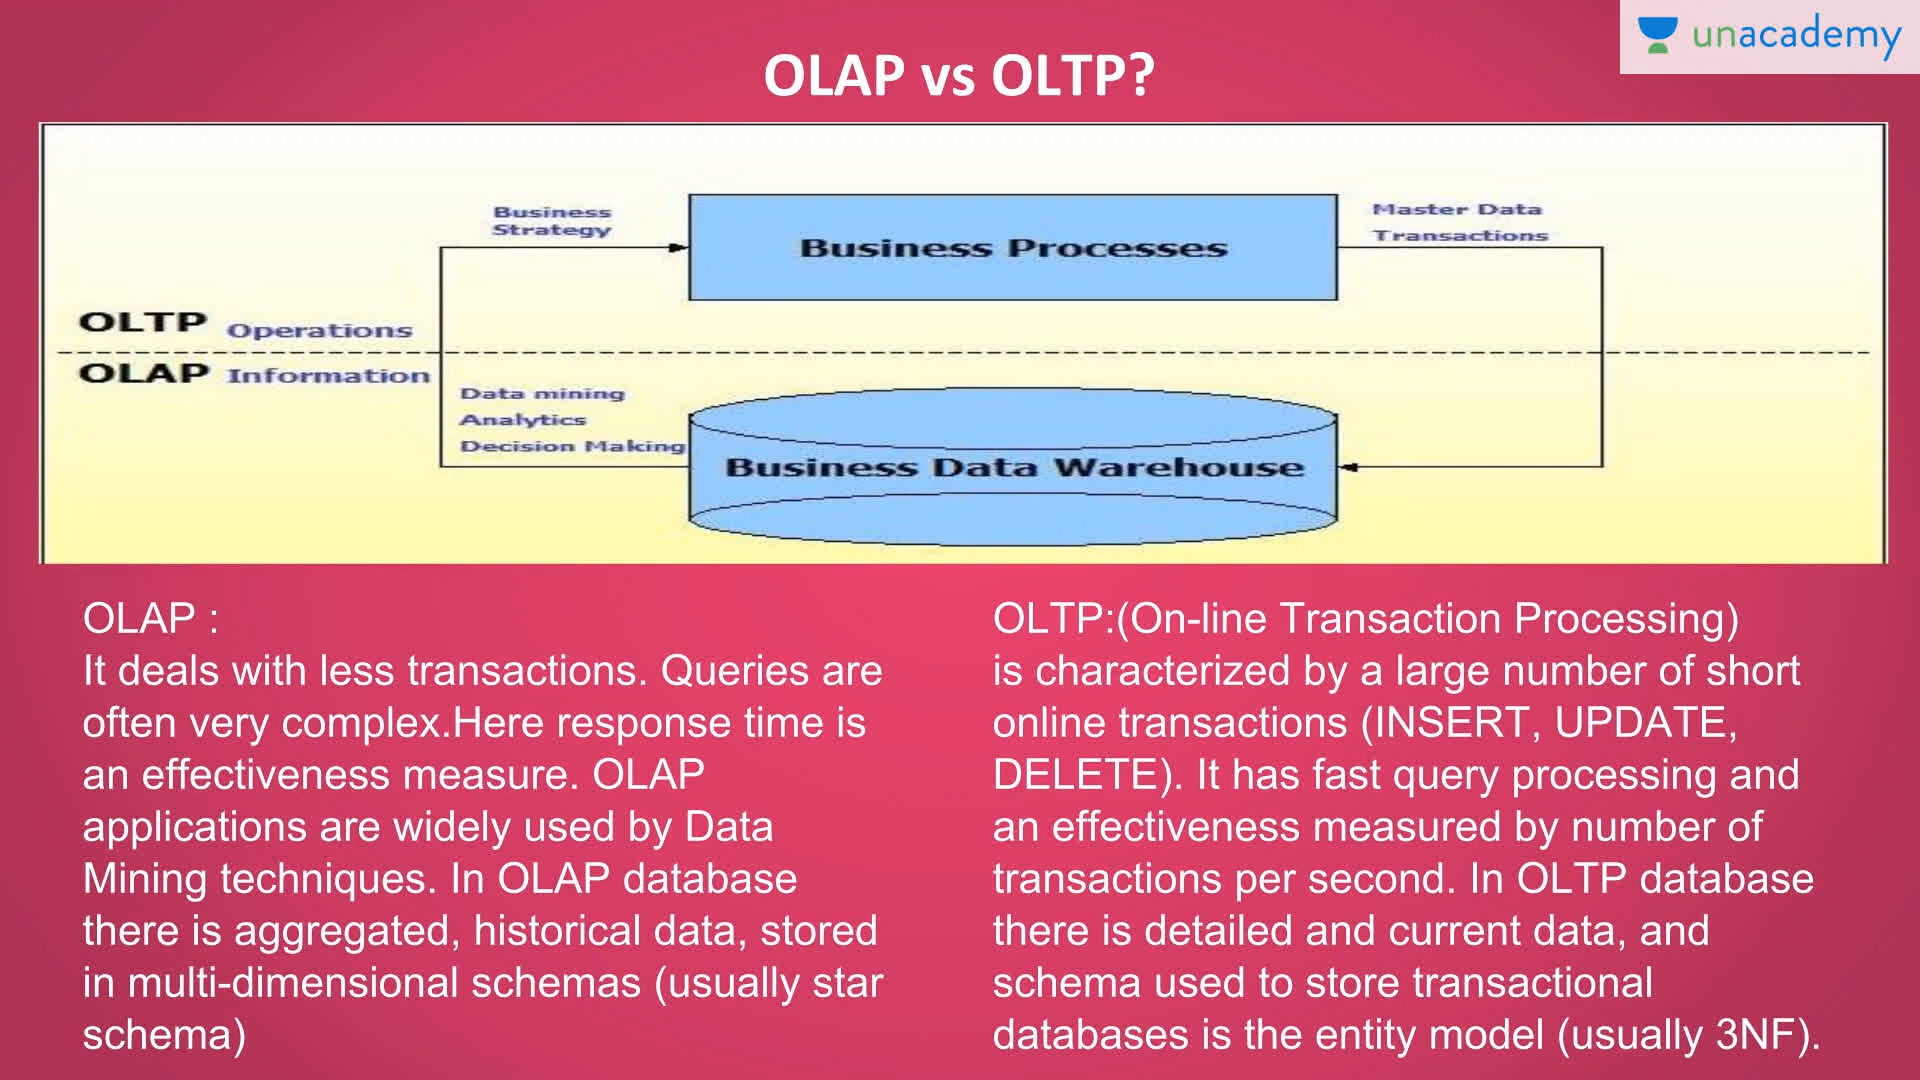 unacademy
OLAP vs OLTP?
Business
Strategy
Business Processes
Master Data
Transactions
OLTP Operations
OLAP Information
Data mining
Analytics
Decision Making
Business Data Warehouse
OLAP :
It deals with less transactions. Queries are
often very complex.Here response time is
an effectiveness measure. OLAP
applications are widely used by Data
Mining techniques. In OLAP database
there is aggregated, historical data, stored
in multi-dimensional schemas (usually star
schema)
OLTP:(On-line Transaction Processing)
is characterized by a large number of short
online transactions (INSERT, UPDATE,
DELETE). It has fast query processing and
an effectiveness measured by number of
transactions per second. In OLTP database
there is detailed and current data, and
schema used to store transactional
databases is the entity model (usually 3NF).